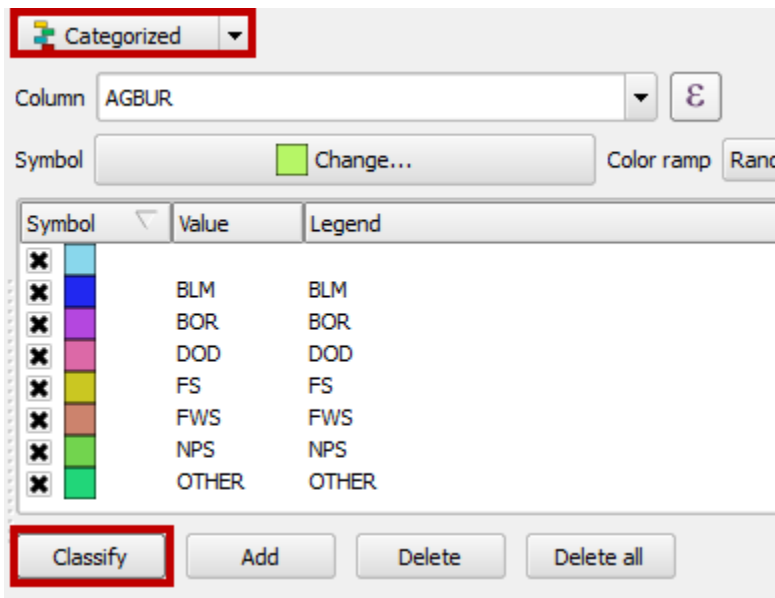 Categorized
Column AGBUR ε
Symbol Change... Color ramp
Symbol Value Legend
BLM BLM
BOR BOR
DOD DOD
FS FS
FWS FWS
NPS NPS
OTHER OTHER
Classify Add Delete Delete all